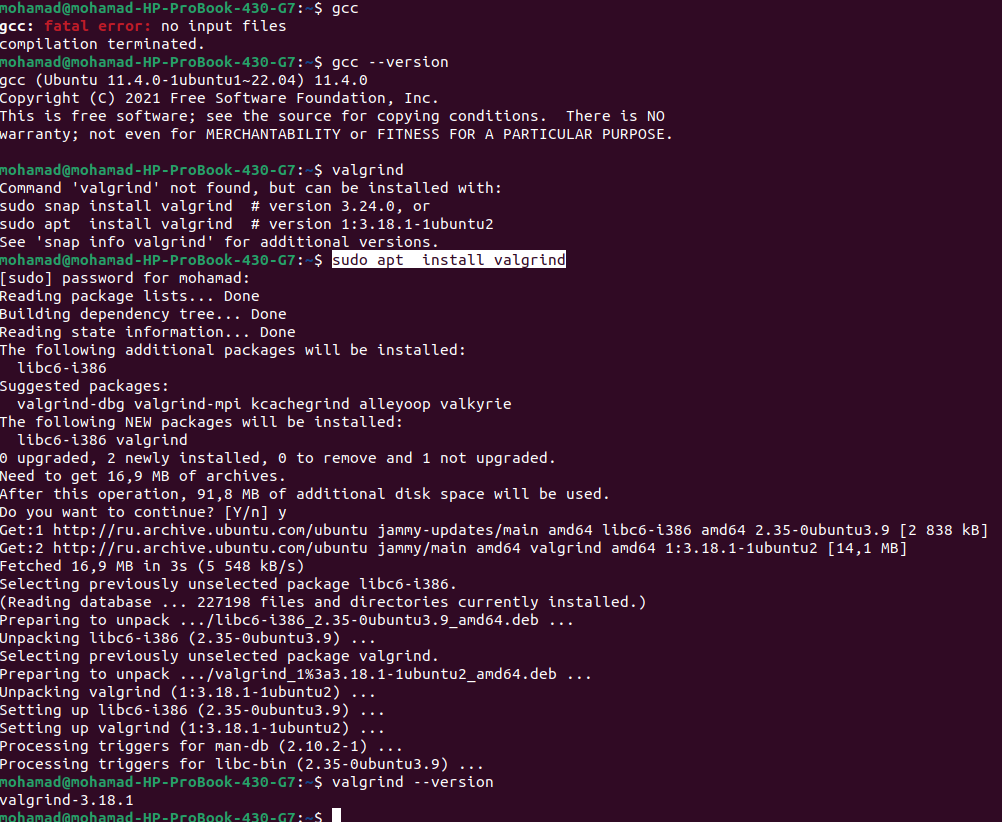 mohamad@mohamad-HP-ProBook-430-G7:~$ gcc
gcc: fatal error: no input files
compilation terminated.
mohamad@mohamad-HP-ProBook-430-G7:~$ gcc --version
gcc (Ubuntu 11.4.0-1ubuntu1~22.04) 11.4.0
Copyright (C) 2021 Free Software Foundation, Inc.
This is free software; see the source for copying conditions.  There is NO
warranty; not even for MERCHANTABILITY or FITNESS FOR A PARTICULAR PURPOSE.
mohamad@mohamad-HP-ProBook-430-G7:~$ valgrind
Command 'valgrind' not found, but can be installed with:
sudo snap install valgrind  # version 3.24.0, or
sudo apt  install valgrind  # version 1:3.18.1-1ubuntu2
See 'snap info valgrind' for additional versions.
mohamad@mohamad-HP-ProBook-430-G7:~$ sudo apt  install valgrind
[sudo] password for mohamad:
Reading package lists... Done
Building dependency tree... Done
Reading state information... Done
The following additional packages will be installed:
  libc6-i386
Suggested packages:
  valgrind-dbg valgrind-mpi kcachegrind alleyoop valkyrie
The following NEW packages will be installed:
  libc6-i386 valgrind
0 upgraded, 2 newly installed, 0 to remove and 1 not upgraded.
Need to get 16,9 MB of archives.
After this operation, 91,8 MB of additional disk space will be used.
Do you want to continue? [Y/n] y
Get:1 http://ru.archive.ubuntu.com/ubuntu jammy-updates/main amd64 libc6-i386 amd64 2.35-0ubuntu3.9 [2 838 kB]
Get:2 http://ru.archive.ubuntu.com/ubuntu jammy/main amd64 valgrind amd64 1:3.18.1-1ubuntu2 [14,1 MB]
Fetched 16,9 MB in 3s (5 548 kB/s)
Selecting previously unselected package libc6-i386.
(Reading database ... 227198 files and directories currently installed.)
Preparing to unpack .../libc6-i386_2.35-0ubuntu3.9_amd64.deb ...
Unpacking libc6-i386 (2.35-0ubuntu3.9) ...
Selecting previously unselected package valgrind.
Preparing to unpack .../valgrind_1%3a3.18.1-1ubuntu2_amd64.deb ...
Unpacking valgrind (1:3.18.1-1ubuntu2) ...
Setting up libc6-i386 (2.35-0ubuntu3.9) ...
Setting up valgrind (1:3.18.1-1ubuntu2) ...
Processing triggers for man-db (2.10.2-1) ...
Processing triggers for libc-bin (2.35-0ubuntu3.9) ...
mohamad@mohamad-HP-ProBook-430-G7:~$ valgrind --version
valgrind-3.18.1
mohamad@mohamad-HP-ProBook-430-G7:~$